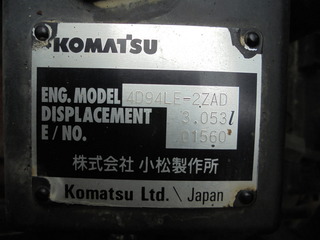 KOMATSU
ENG. MODEL 4D94LE-2ZAD
DISPLACEMENT 3.053ℓ
E / NO. 01560
株式会社 小松製作所
Komatsu Ltd. \ Japan